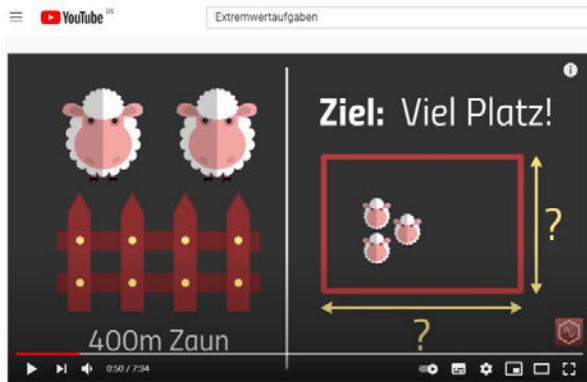 YouTube DE
Extremwertaufgaben
Ziel: Viel Platz!
?
?
400m Zaun
0:50 / 7:34